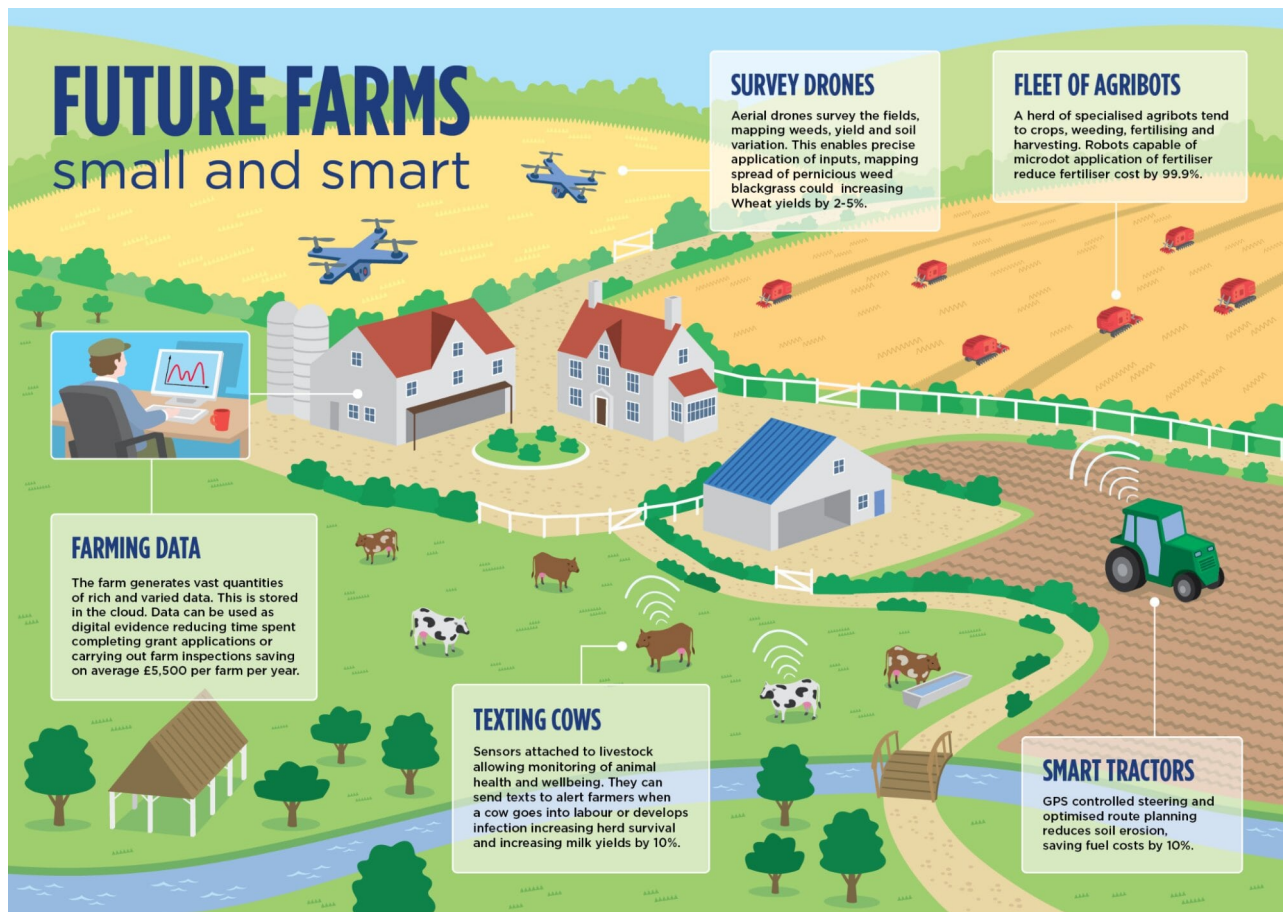 FUTURE FARMS
small and smart
SURVEY DRONES
Aerial drones survey the fields,
mapping weeds, yield and soil
variation. This enables precise
application of inputs, mapping
spread of pernicious weed
blackgrass could increasing
Wheat yields by 2-5%.
FLEET OF AGRIBOTS
A herd of specialised agribots tend
to crops, weeding, fertilising and
harvesting. Robots capable of
microdot application of fertiliser
reduce fertiliser cost by 99.9%.
FARMING DATA
The farm generates vast quantities
of rich and varied data. This is stored
in the cloud. Data can be used as
digital evidence reducing time spent
completing grant applications or
carrying out farm inspections saving
on average £5,500 per farm per year.
TEXTING COWS
Sensors attached to livestock
allowing monitoring of animal
health and wellbeing. They can
send texts to alert farmers when
a cow goes into labour or develops
infection increasing herd survival
and increasing milk yields by 10%.
SMART TRACTORS
GPS controlled steering and
optimised route planning
reduces soil erosion,
saving fuel costs by 10%.